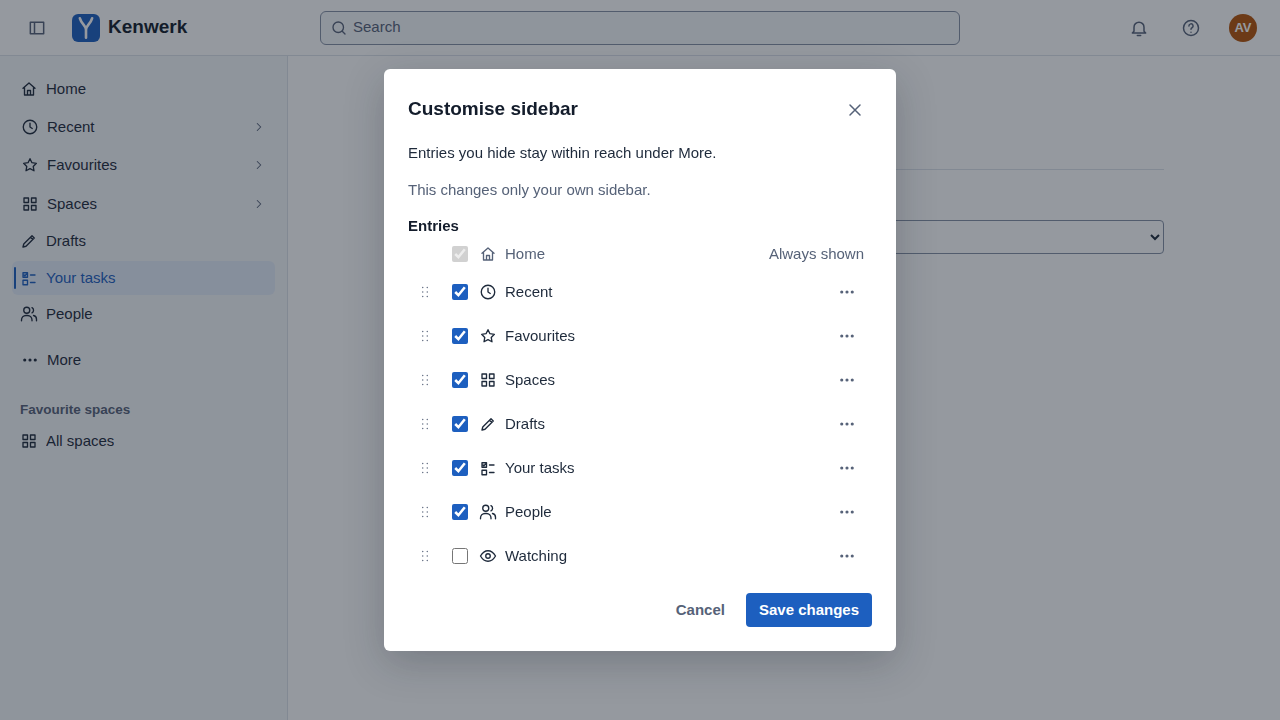 Kenwerk
Search
AV
Home
Recent
Favourites
Spaces
Drafts
Your tasks
People
More
Favourite spaces
All spaces
Customise sidebar
Entries you hide stay within reach under More.
This changes only your own sidebar.
Entries
Home Always shown
Recent
Favourites
Spaces
Drafts
Your tasks
People
Watching
Cancel Save changes